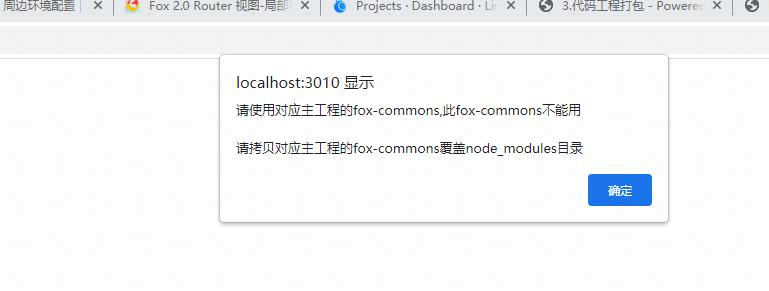 周边环境配置
Fox 2.0 Router 视图-局部
Projects · Dashboard · Li
3.代码工程打包 - Powere
localhost:3010 显示
请使用对应主工程的fox-commons,此fox-commons不能用
请拷贝对应主工程的fox-commons覆盖node_modules目录
确定